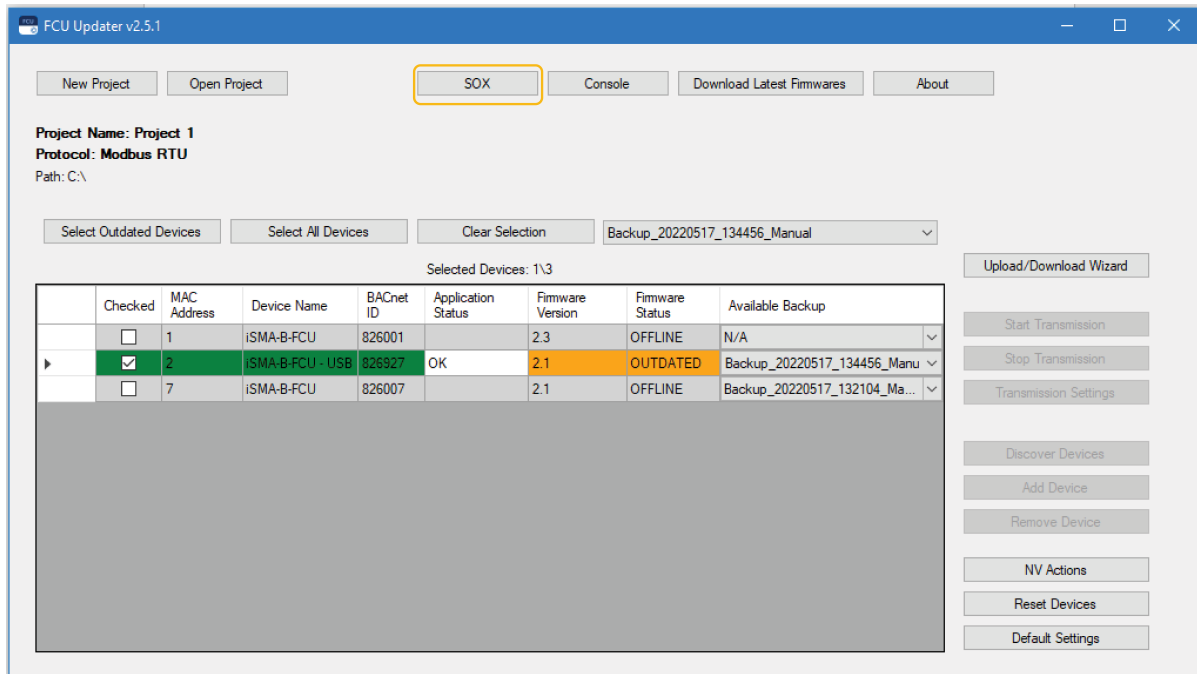 FCU Updater v2.5.1
New Project Open Project SOX Console Download Latest Firmwares About
Project Name: Project 1
Protocol: Modbus RTU
Path: C:\
Select Outdated Devices Select All Devices Clear Selection Backup_20220517_134456_Manual
Selected Devices: 1\3
Upload/Download Wizard
Checked MAC Address Device Name BACnet ID Application Status Firmware Version Firmware Status Available Backup
1 iSMA-B-FCU 826001 2.3 OFFLINE N/A
2 iSMA-B-FCU - USB 826927 OK 2.1 OUTDATED Backup_20220517_134456_Manu
7 iSMA-B-FCU 826007 2.1 OFFLINE Backup_20220517_132104_Ma...
Start Transmission
Stop Transmission
Transmission Settings
Discover Devices
Add Device
Remove Device
NV Actions
Reset Devices
Default Settings